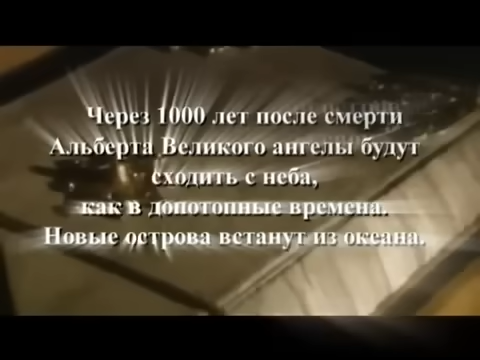 Через 1000 лет после смерти
Альберта Великого ангелы будут
сходить с неба,
как в допотопные времена.
Новые острова встанут из океана.